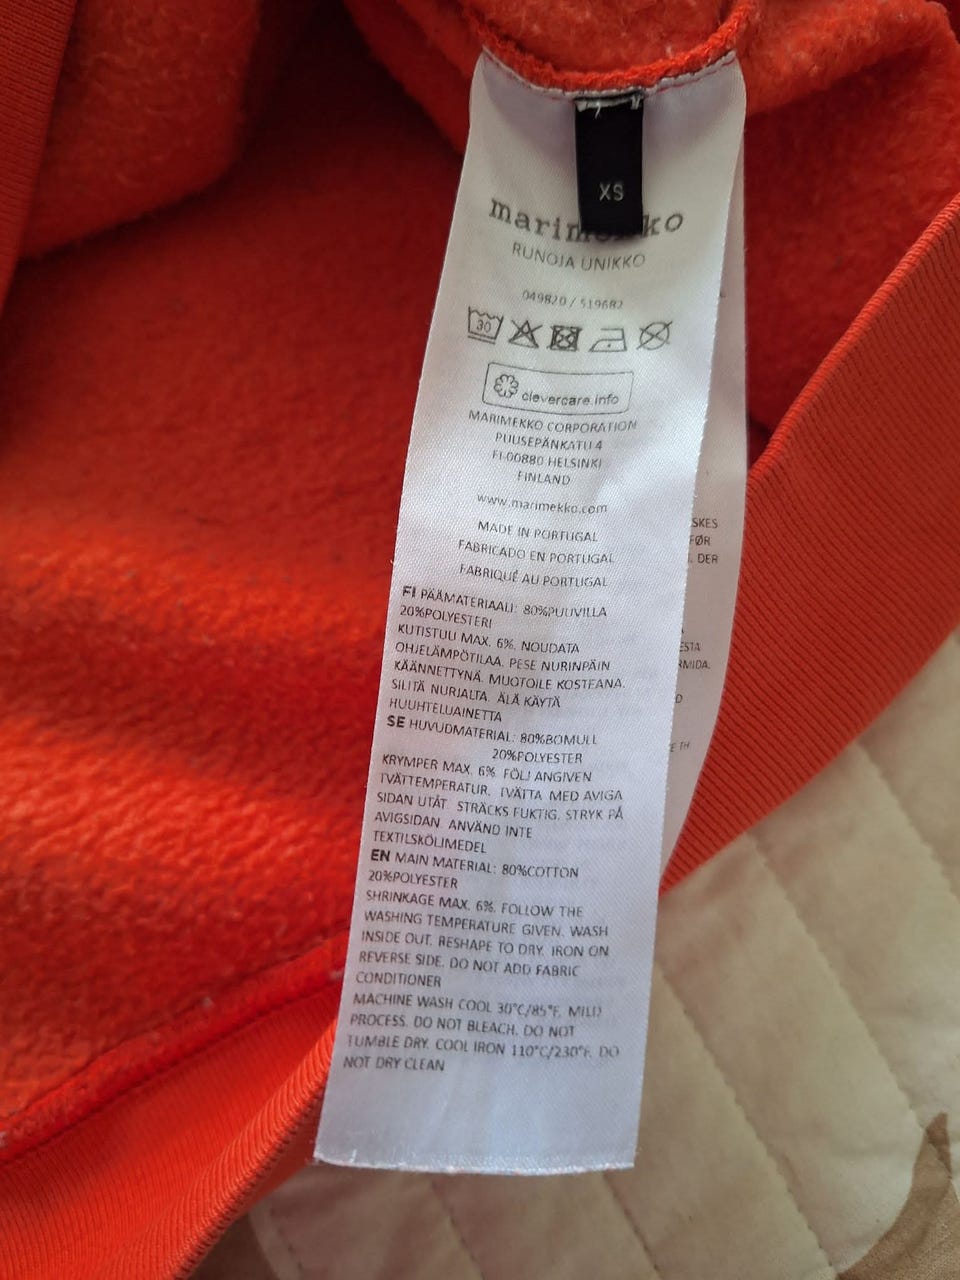 XS
marimekko
RUNOJA UNIKKO
049820 / 519682
30
clevercare.info
MARIMEKKO CORPORATION
PUUSEPÄNKATU 4
FI-00880 HELSINKI
FINLAND
www.marimekko.com
MADE IN PORTUGAL
FABRICADO EN PORTUGAL
FABRIQUÉ AU PORTUGAL
FI PÄÄMATERIAALI: 80%PUUVILLA
20%POLYESTERI
KUTISTUU MAX. 6%. NOUDATA
OHJELÄMPÖTILAA. PESE NURINPÄIN
KÄÄNNETTYNÄ. MUOTOILE KOSTEANA.
SILITÄ NURJALTA. ÄLÄ KÄYTÄ
HUUHTELUAINETTA
SE HUVUDMATERIAL: 80%BOMULL
20%POLYESTER
KRYMPER MAX. 6%. FÖLJ ANGIVEN
TVÄTTEMPERATUR. TVÄTTA MED AVIGA
SIDAN UTÅT. STRÄCKS FUKTIG. STRYK PÅ
AVIGSIDAN. ANVÄND INTE
TEXTILSKÖLJMEDEL
EN MAIN MATERIAL: 80%COTTON
20%POLYESTER
SHRINKAGE MAX. 6%. FOLLOW THE
WASHING TEMPERATURE GIVEN. WASH
INSIDE OUT. RESHAPE TO DRY. IRON ON
REVERSE SIDE. DO NOT ADD FABRIC
CONDITIONER
MACHINE WASH COOL 30°C/85°F. MILD
PROCESS. DO NOT BLEACH. DO NOT
TUMBLE DRY. COOL IRON 110°C/230°F. DO
NOT DRY CLEAN
SKES
FØR
DER
ESTA
RMIDA.